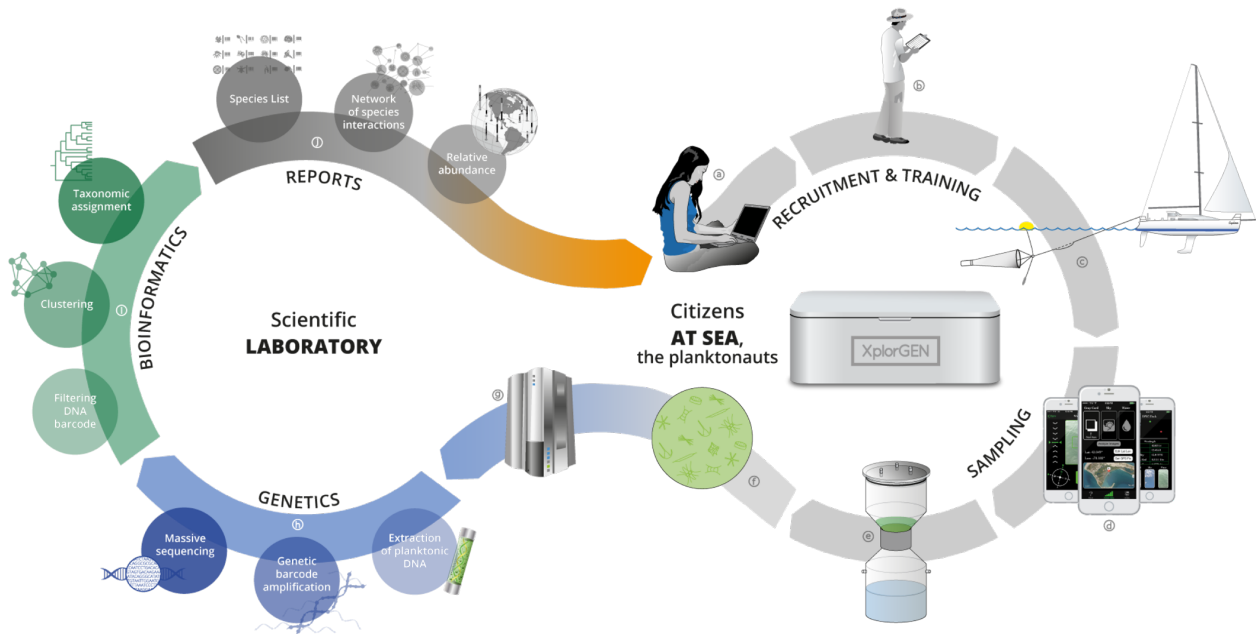 Species List
Network
of species
interactions
Relative
abundance
j
REPORTS
Taxonomic
assignment
Clustering
Filtering
DNA
barcode
i
BIOINFORMATICS
Scientific
LABORATORY
GENETICS
h
Massive
sequencing
Genetic
barcode
amplification
Extraction
of planktonic
DNA
g
a
b
RECRUITMENT & TRAINING
c
Citizens
AT SEA,
the planktonauts
XplorGEN
SAMPLING
d
e
f